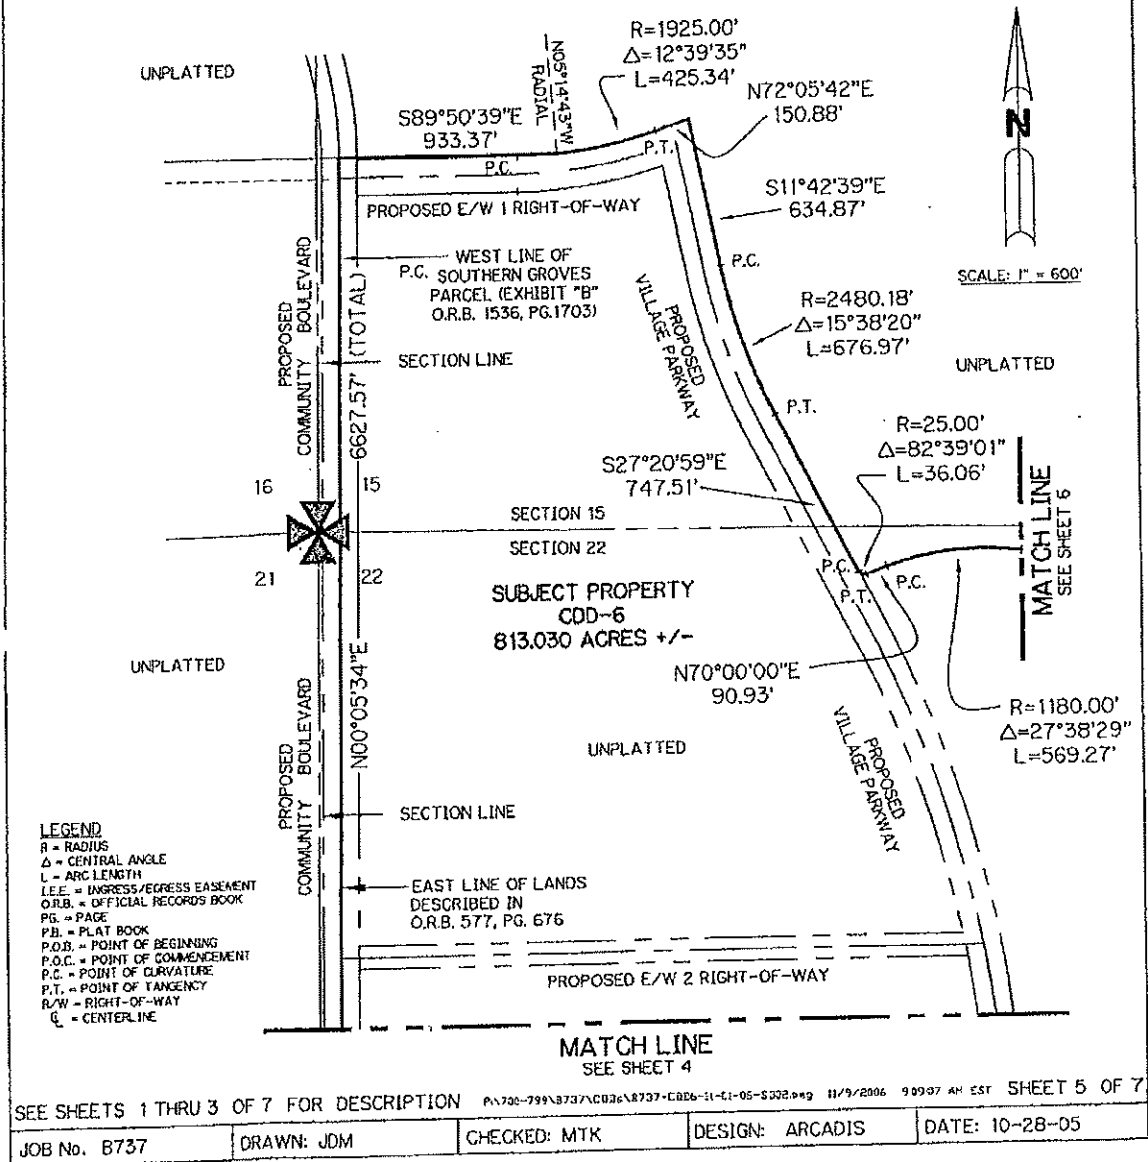 UNPLATTED
N05°14'43"W
RADIAL
R=1925.00'
Δ=12°39'35"
L=425.34'
S89°50'39"E
933.37'
N72°05'42"E
150.88'
N
P.C.
P.T.
PROPOSED E/W 1 RIGHT-OF-WAY
S11°42'39"E
634.87'
SCALE: 1" = 600'
PROPOSED
COMMUNITY BOULEVARD
6627.57' (TOTAL)
P.C.
WEST LINE OF
SOUTHERN GROVES
PARCEL (EXHIBIT "B"
O.R.B. 1536, PG.1703)
P.C.
PROPOSED
VILLAGE PARKWAY
R=2480.18'
Δ=15°38'20"
L=676.97'
SECTION LINE
UNPLATTED
P.T.
R=25.00'
Δ=82°39'01"
L=36.06'
S27°20'59"E
747.51'
16
15
SECTION 15
SECTION 22
21
22
MATCH LINE
SEE SHEET 6
P.C.
P.C.
P.T.
SUBJECT PROPERTY
CDD-6
813.030 ACRES +/-
UNPLATTED
N00°05'34"E
N70°00'00"E
90.93'
R=1180.00'
Δ=27°38'29"
L=569.27'
PROPOSED
COMMUNITY BOULEVARD
UNPLATTED
PROPOSED
VILLAGE PARKWAY
SECTION LINE
LEGEND
R = RADIUS
Δ = CENTRAL ANGLE
L = ARC LENGTH
I.E.E. = INGRESS/EGRESS EASEMENT
O.R.B. = OFFICIAL RECORDS BOOK
PG. = PAGE
P.B. = PLAT BOOK
P.O.B. = POINT OF BEGINNING
P.O.C. = POINT OF COMMENCEMENT
P.C. = POINT OF CURVATURE
P.T. = POINT OF TANGENCY
R/W = RIGHT-OF-WAY
℄ = CENTERLINE
EAST LINE OF LANDS
DESCRIBED IN
O.R.B. 577, PG. 676
PROPOSED E/W 2 RIGHT-OF-WAY
MATCH LINE
SEE SHEET 4
SEE SHEETS 1 THRU 3 OF 7 FOR DESCRIPTION 11/9/2006 9:09:07 AM EST SHEET 5 OF 7
JOB No. B737 DRAWN: JDM CHECKED: MTK DESIGN: ARCADIS DATE: 10-28-05